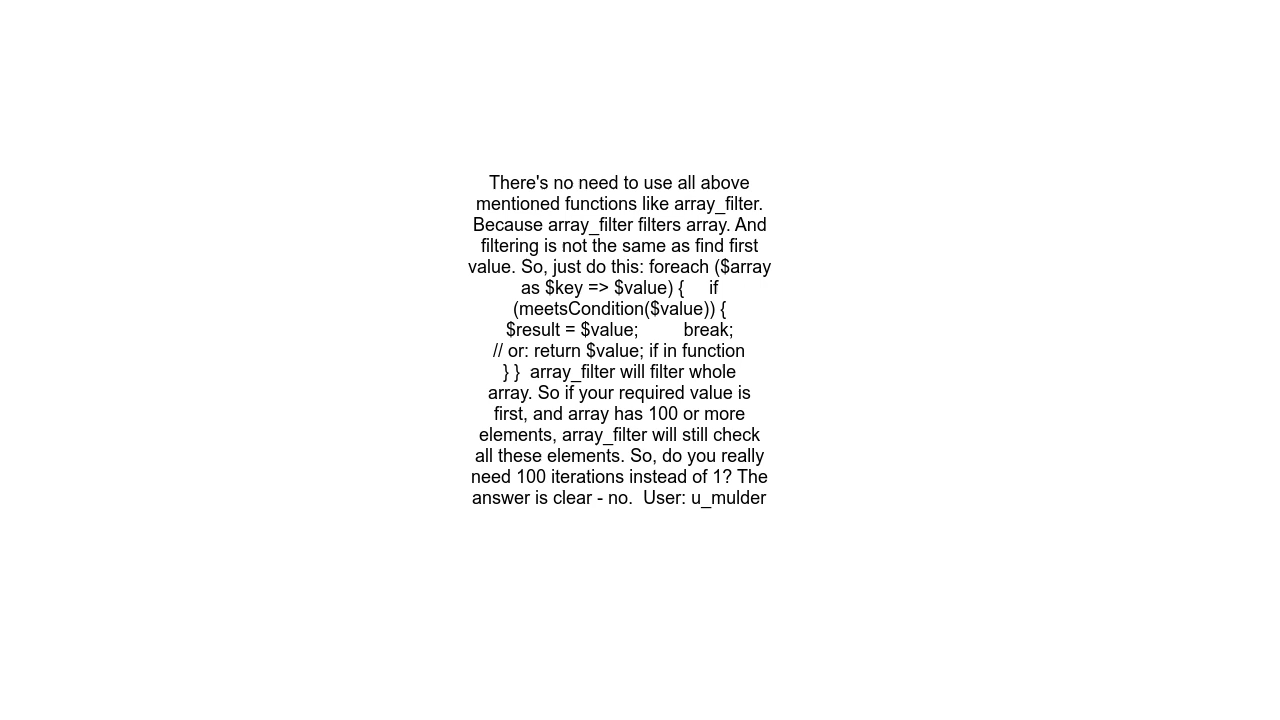 There's no need to use all above
mentioned functions like array_filter.
Because array_filter filters array. And
filtering is not the same as find first
value. So, just do this: foreach ($array
as $key => $value) {     if
(meetsCondition($value)) {
$result = $value;         break;
// or: return $value; if in function
} }  array_filter will filter whole
array. So if your required value is
first, and array has 100 or more
elements, array_filter will still check
all these elements. So, do you really
need 100 iterations instead of 1? The
answer is clear - no.  User: u_mulder